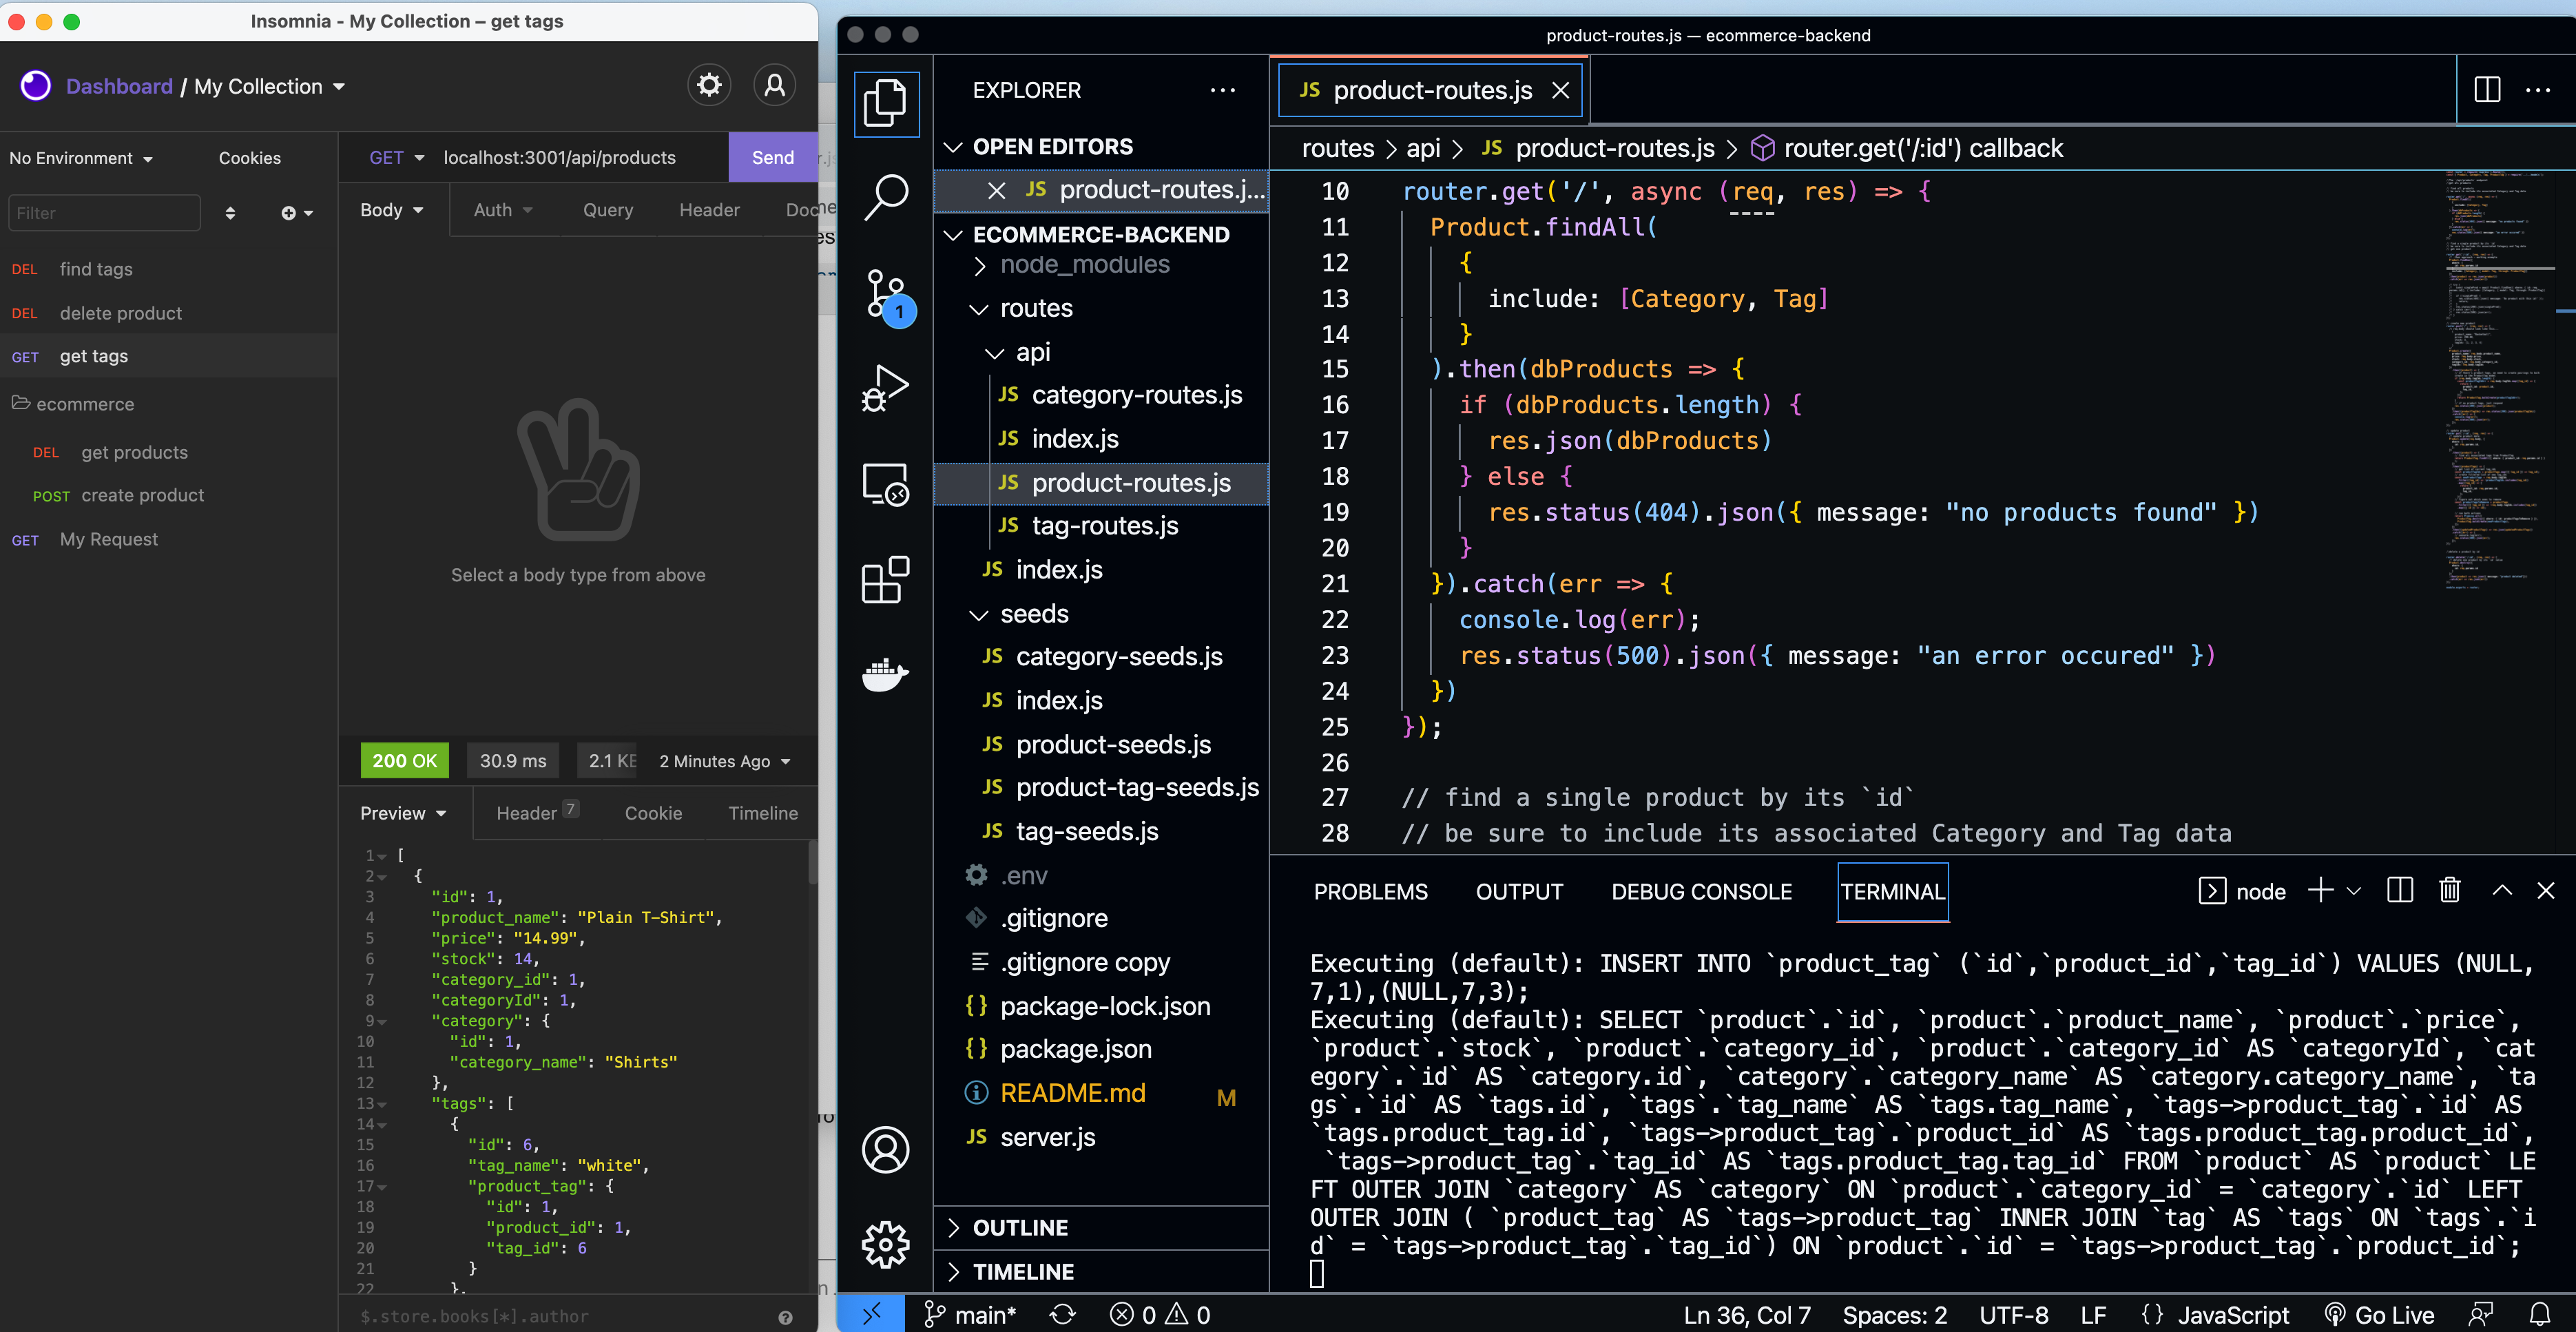 Insomnia - My Collection – get tags
Dashboard / My Collection
No Environment
Cookies
GET
localhost:3001/api/products
Send
Filter
Body
Auth
Query
Header
Doc
DEL find tags
DEL delete product
GET get tags
ecommerce
DEL get products
POST create product
GET My Request
Select a body type from above
200 OK
30.9 ms
2.1 KB
2 Minutes Ago
Preview
Header 7
Cookie
Timeline
1 [
2 {
3 "id": 1,
4 "product_name": "Plain T-Shirt",
5 "price": "14.99",
6 "stock": 14,
7 "category_id": 1,
8 "categoryId": 1,
9 "category": {
10 "id": 1,
11 "category_name": "Shirts"
12 },
13 "tags": [
14 {
15 "id": 6,
16 "tag_name": "white",
17 "product_tag": {
18 "id": 1,
19 "product_id": 1,
20 "tag_id": 6
21 }
22 },
$.store.books[*].author
product-routes.js — ecommerce-backend
EXPLORER
OPEN EDITORS
JS product-routes.j...
ECOMMERCE-BACKEND
node_modules
routes
api
JS category-routes.js
JS index.js
JS product-routes.js
JS tag-routes.js
JS index.js
seeds
JS category-seeds.js
JS index.js
JS product-seeds.js
JS product-tag-seeds.js
JS tag-seeds.js
.env
.gitignore
.gitignore copy
{} package-lock.json
{} package.json
README.md M
JS server.js
OUTLINE
TIMELINE
1
JS product-routes.js
routes > api > JS product-routes.js > router.get('/:id') callback
10 router.get('/', async (req, res) => {
11 Product.findAll(
12 {
13 include: [Category, Tag]
14 }
15 ).then(dbProducts => {
16 if (dbProducts.length) {
17 res.json(dbProducts)
18 } else {
19 res.status(404).json({ message: "no products found" })
20 }
21 }).catch(err => {
22 console.log(err);
23 res.status(500).json({ message: "an error occured" })
24 })
25 });
26
27 // find a single product by its `id`
28 // be sure to include its associated Category and Tag data
PROBLEMS
OUTPUT
DEBUG CONSOLE
TERMINAL
node
Executing (default): INSERT INTO `product_tag` (`id`,`product_id`,`tag_id`) VALUES (NULL,
7,1),(NULL,7,3);
Executing (default): SELECT `product`.`id`, `product`.`product_name`, `product`.`price`,
`product`.`stock`, `product`.`category_id`, `product`.`category_id` AS `categoryId`, `cat
egory`.`id` AS `category.id`, `category`.`category_name` AS `category.category_name`, `ta
gs`.`id` AS `tags.id`, `tags`.`tag_name` AS `tags.tag_name`, `tags->product_tag`.`id` AS
`tags.product_tag.id`, `tags->product_tag`.`product_id` AS `tags.product_tag.product_id`,
`tags->product_tag`.`tag_id` AS `tags.product_tag.tag_id` FROM `product` AS `product` LE
FT OUTER JOIN `category` AS `category` ON `product`.`category_id` = `category`.`id` LEFT
OUTER JOIN ( `product_tag` AS `tags->product_tag` INNER JOIN `tag` AS `tags` ON `tags`.`i
d` = `tags->product_tag`.`tag_id`) ON `product`.`id` = `tags->product_tag`.`product_id`;
main*
0
0
Ln 36, Col 7
Spaces: 2
UTF-8
LF
{} JavaScript
Go Live